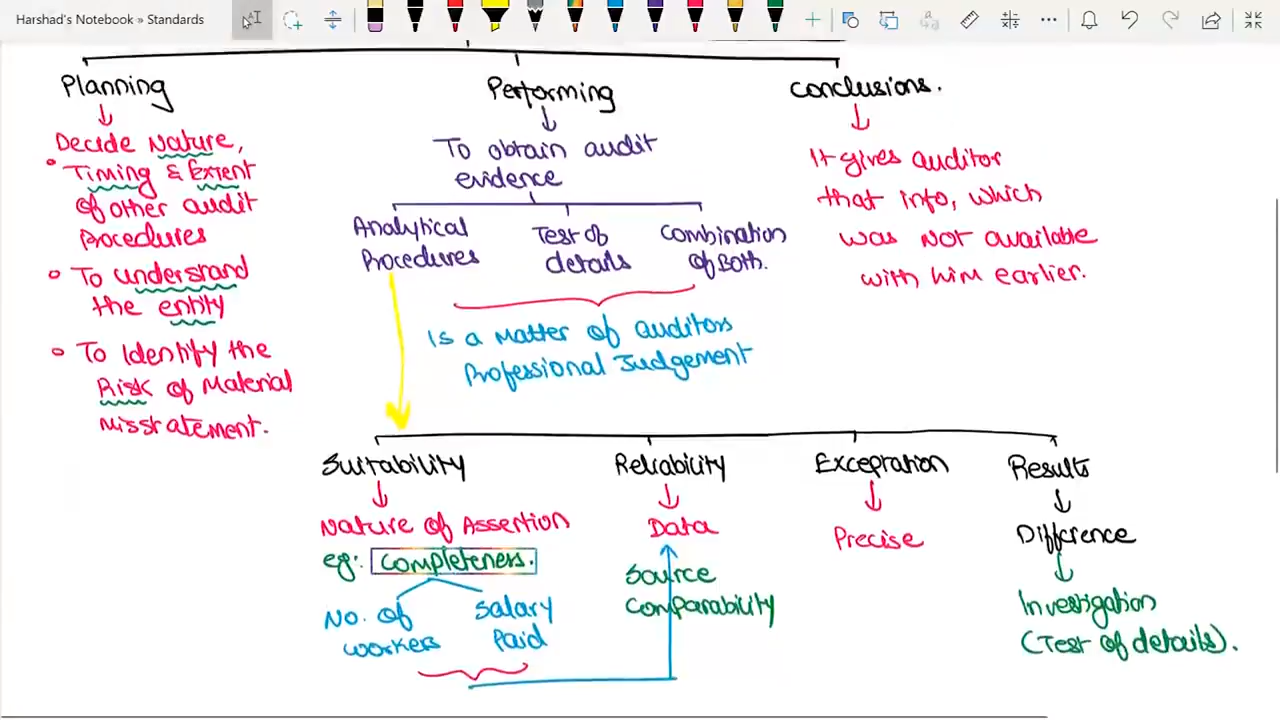 Harshad's Notebook » Standards
Planning
Decide Nature,
Timing & Extent
of other audit
Procedures
To understand
the entity
To Identify the
Risk of Material
Misstatement.
Performing
To obtain audit
evidence
Analytical
Procedures
Test of
details
Combination
of Both.
Is a Matter of auditors
Professional Judgement
Conclusions.
It gives auditor
that info, which
was NOT available
with him earlier.
Suitability
Nature of Assertion
eg:. Completeness.
No. of
workers
Salary
Paid
Reliability
Data
Source
Comparability
Exceptation
Precise
Results
Difference
Investigation
(Test of details).